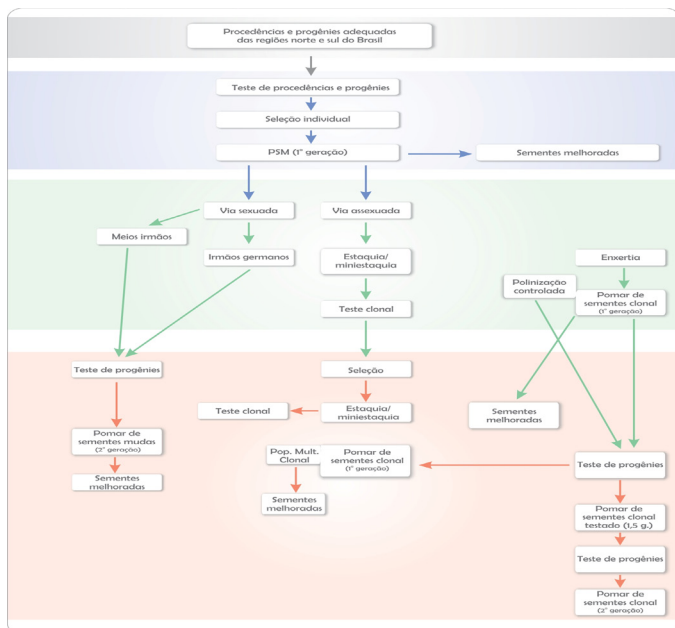 Procedências e progênies adequadas
das regiões norte e sul do Brasil
Teste de procedências e progênies
Seleção individual
PSM (1ª geração)
Sementes melhoradas
Via sexuada
Via assexuada
Meios irmãos
Irmãos germanos
Estaquia/
miniestaquia
Enxertia
Polinização
controlada
Pomar de
sementes clonal
(1ª geração)
Teste clonal
Teste de progênies
Seleção
Teste clonal
Estaquia/
miniestaquia
Sementes
melhoradas
Pomar de
sementes mudas
(2ª geração)
Sementes
melhoradas
Pop. Mult.
Clonal
Pomar de
sementes clonal
(1ª geração)
Sementes
melhoradas
Teste de progênies
Pomar de
sementes clonal
testado (1,5 g.)
Teste de progênies
Pomar de
sementes clonal
(2ª geração)